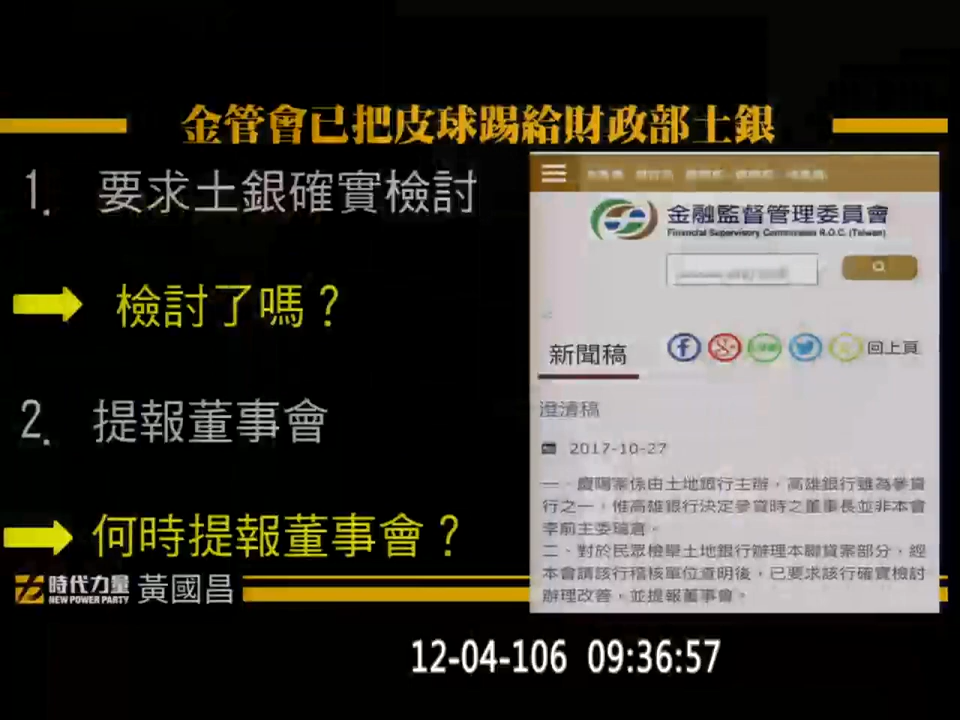 金管會已把皮球踢給財政部土銀
1. 要求土銀確實檢討
檢討了嗎？
2. 提報董事會
何時提報董事會？
時代力量
NEW POWER PARTY
黃國昌
金融監督管理委員會
Financial Supervisory Commission R.O.C. (Taiwan)
新聞稿
回上頁
澄清稿
2017-10-27
一、慶陽案係由土地銀行主辦，高雄銀行雖為參貸
行之一，惟高雄銀行決定參貸時之董事長並非本會
李前主委瑞倉。
二、對於民眾檢舉土地銀行辦理本聯貸案部分，經
本會請該行稽核單位查明後，已要求該行確實檢討
辦理改善，並提報董事會。
12-04-106 09:36:57